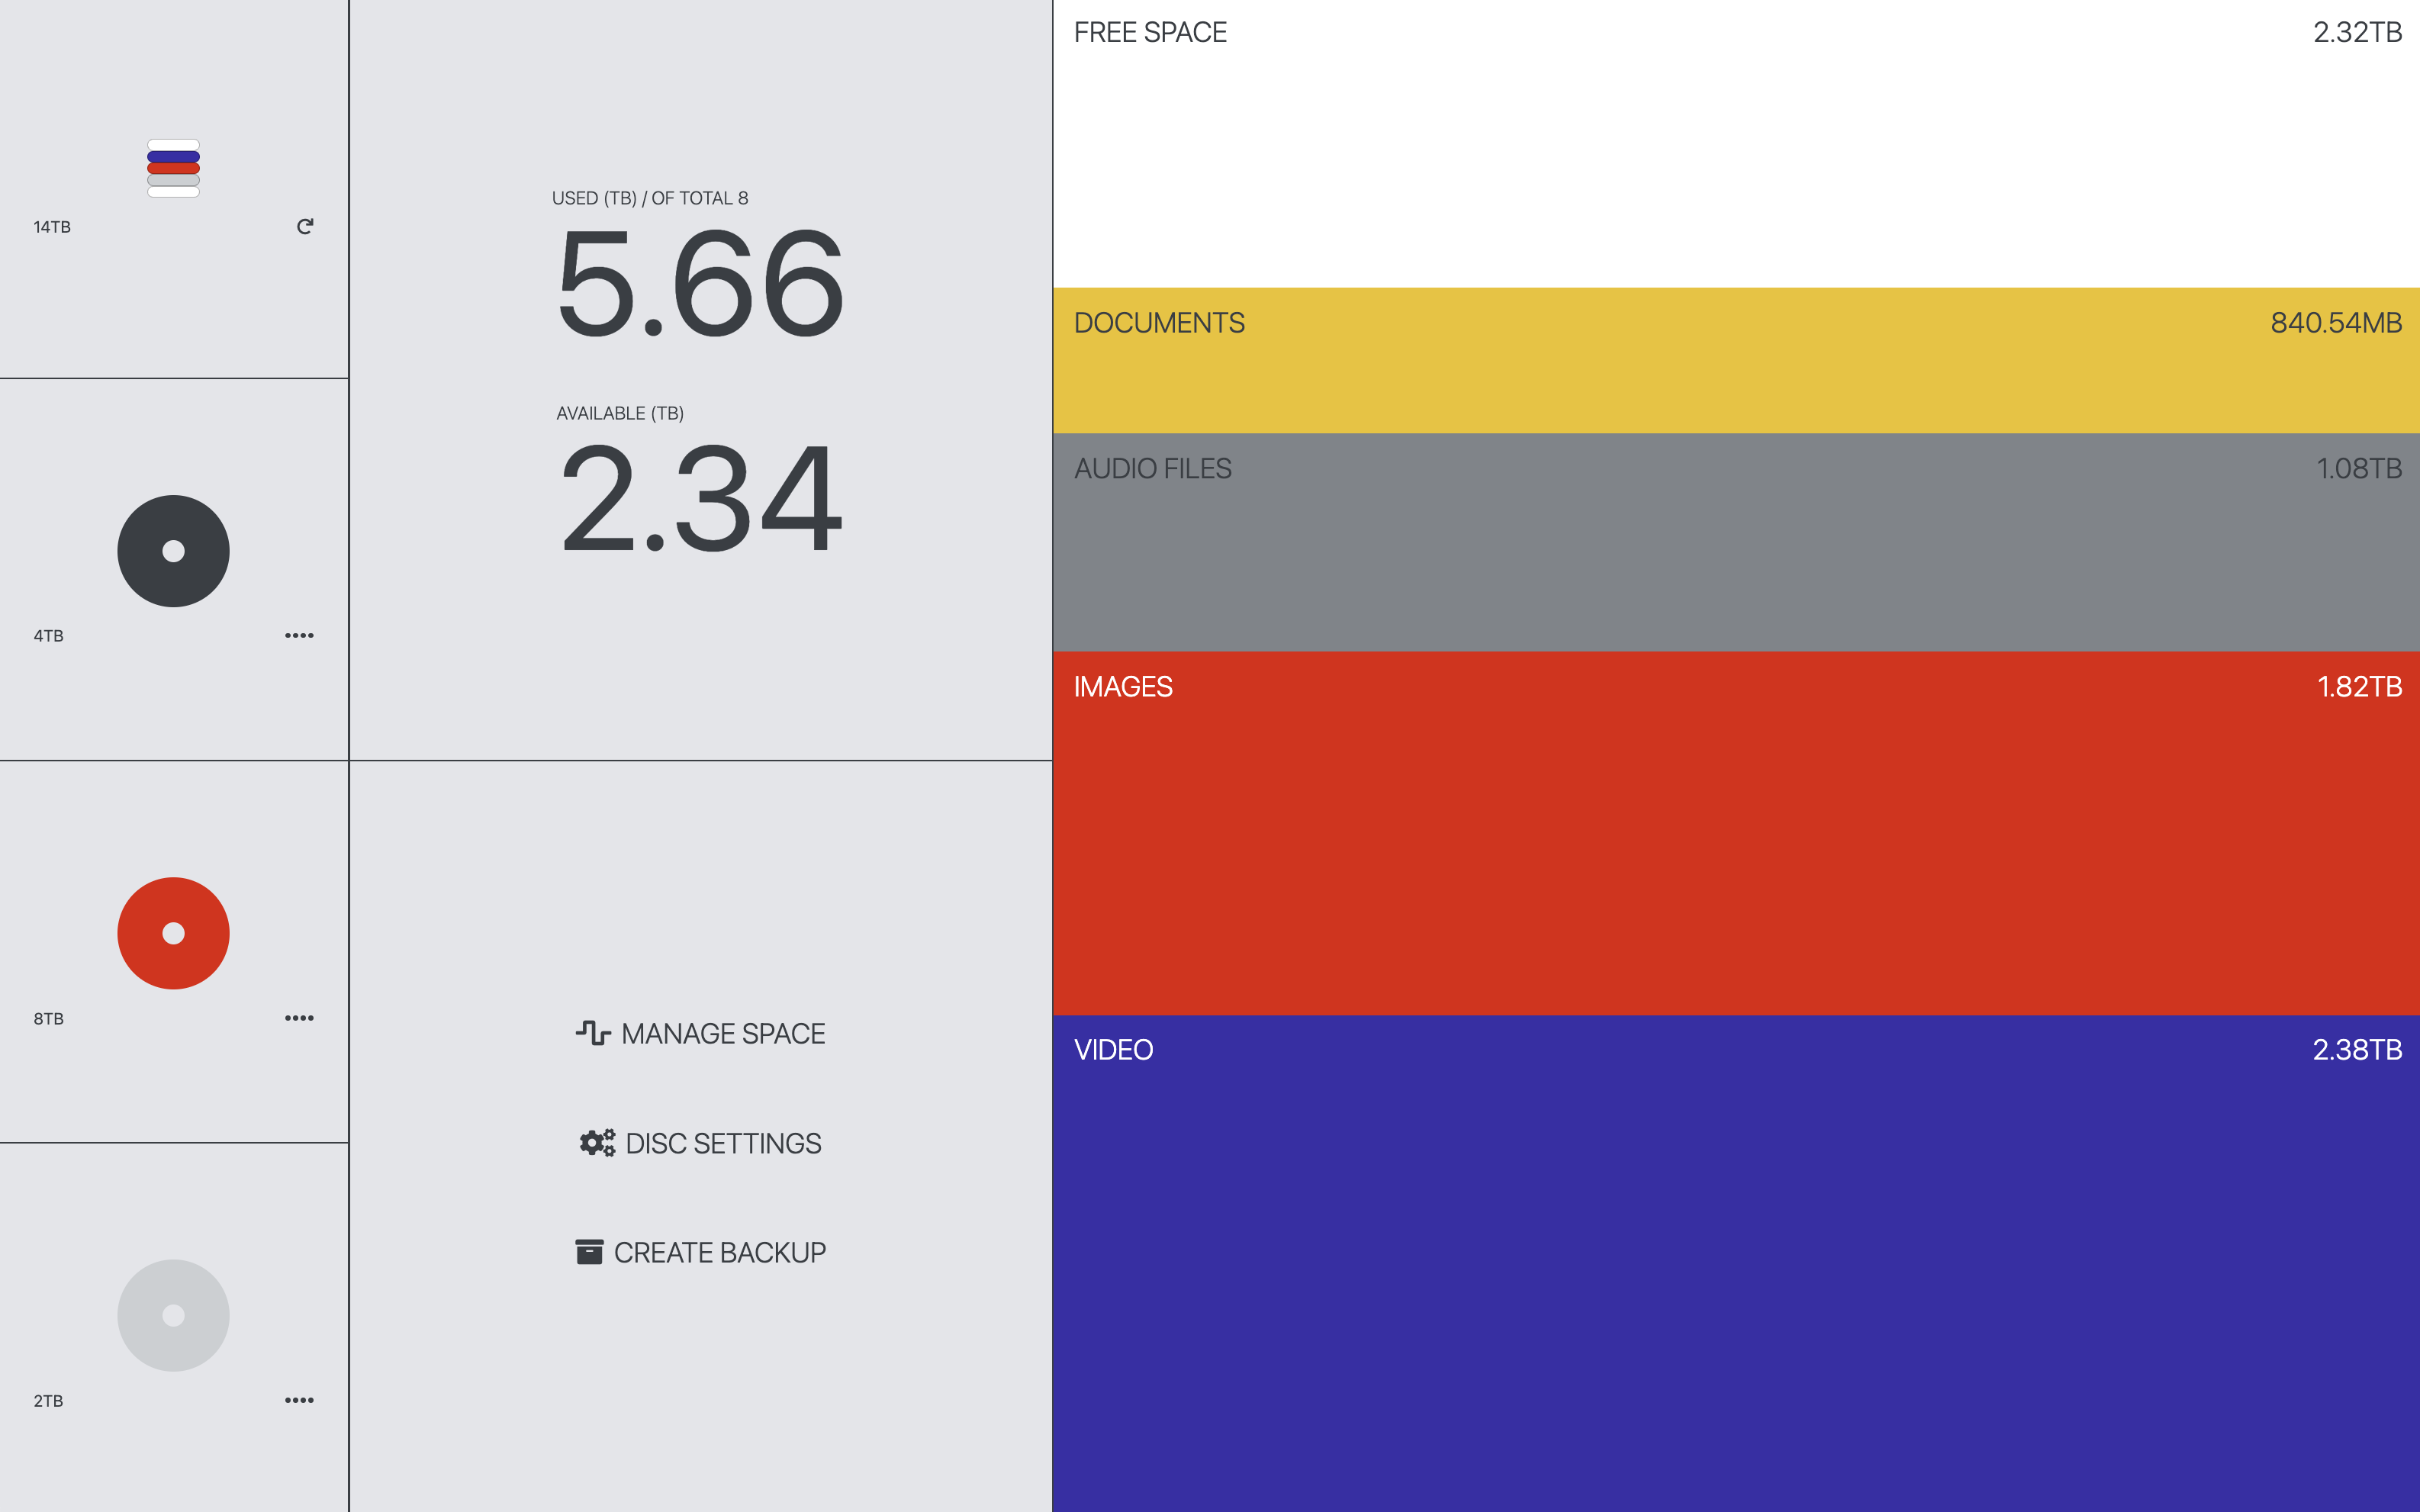 14TB
4TB
8TB
2TB
USED (TB) / OF TOTAL 8
5.66
AVAILABLE (TB)
2.34
MANAGE SPACE
DISC SETTINGS
CREATE BACKUP
FREE SPACE 2.32TB
DOCUMENTS 840.54MB
AUDIO FILES 1.08TB
IMAGES 1.82TB
VIDEO 2.38TB